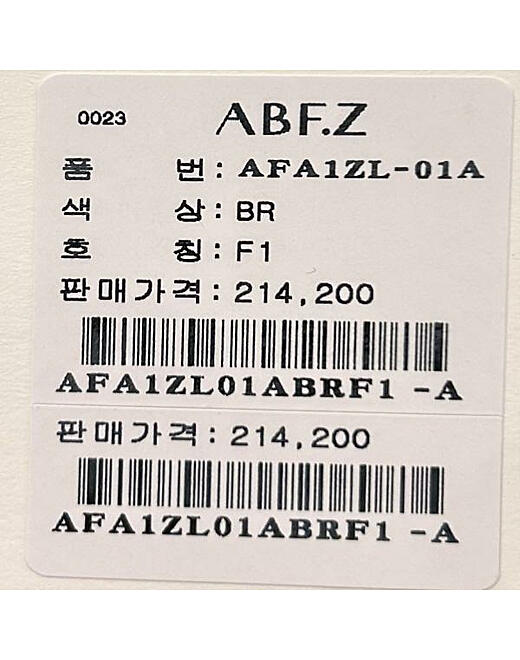 0023 ABF.Z
품 번 : AFA1ZL-01A
색 상 : BR
호 칭 : F1
판매가격 : 214,200
AFA1ZL01ABRF1 -A
판매가격 : 214,200
AFA1ZL01ABRF1 -A